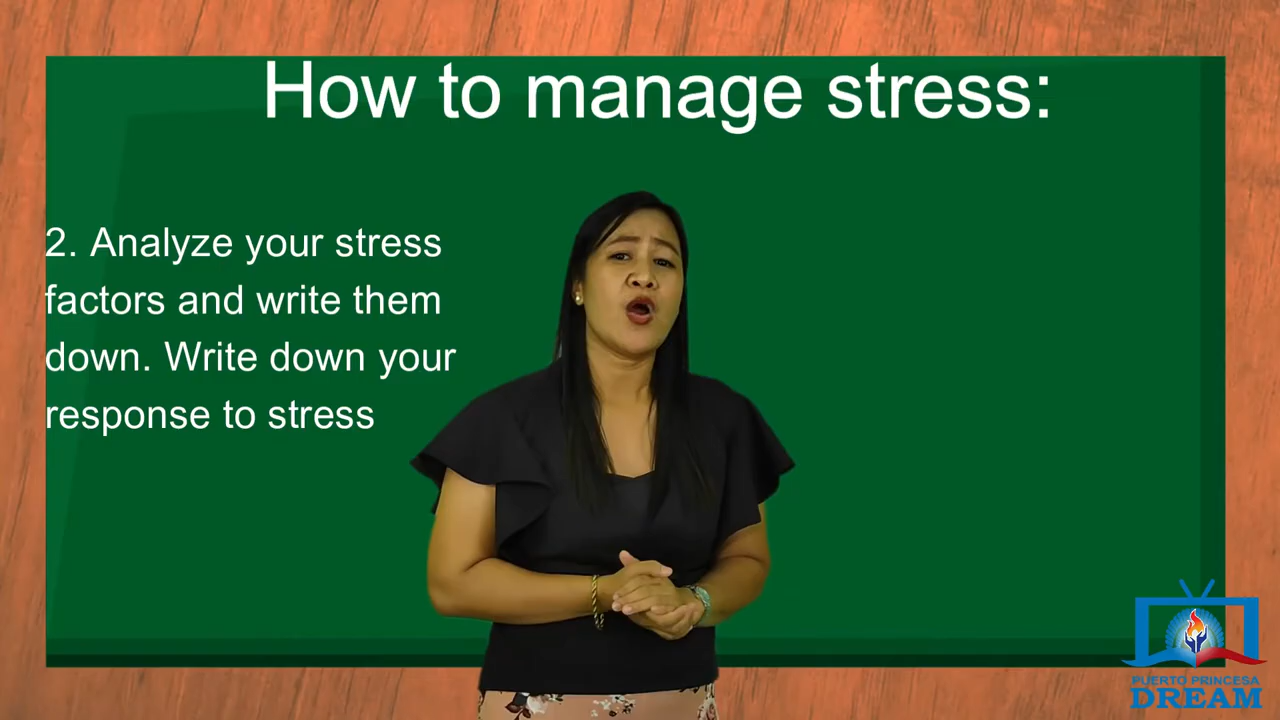 How to manage stress:
2. Analyze your stress
factors and write them
down. Write down your
response to stress
PUERTO PRINCESA
DREAM